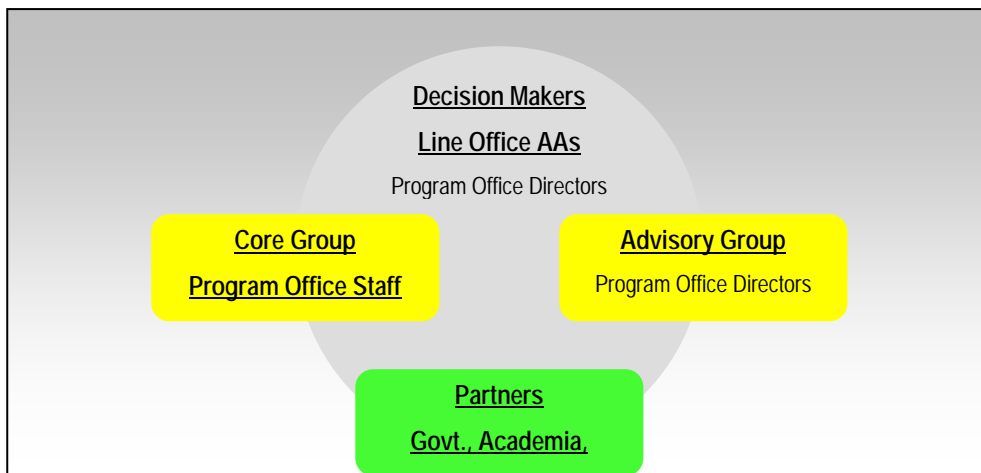 Decision Makers
Line Office AAs
Program Office Directors
Core Group
Program Office Staff
Advisory Group
Program Office Directors
Partners
Govt., Academia,